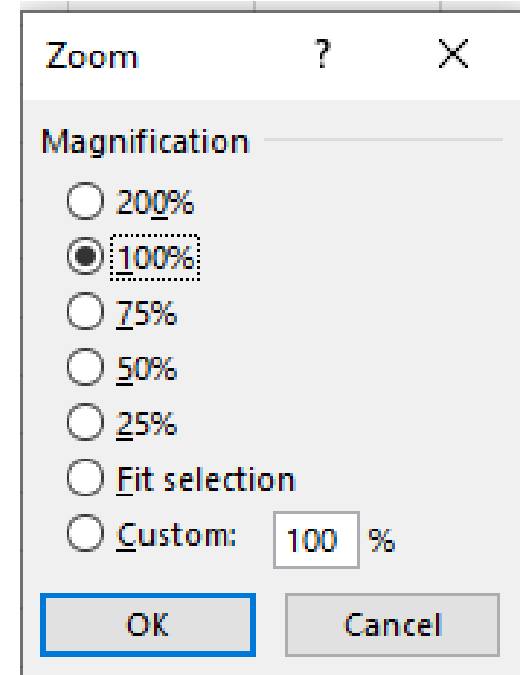 Zoom ?
Magnification
200%
100%
75%
50%
25%
Fit selection
Custom: 100 %
OK Cancel